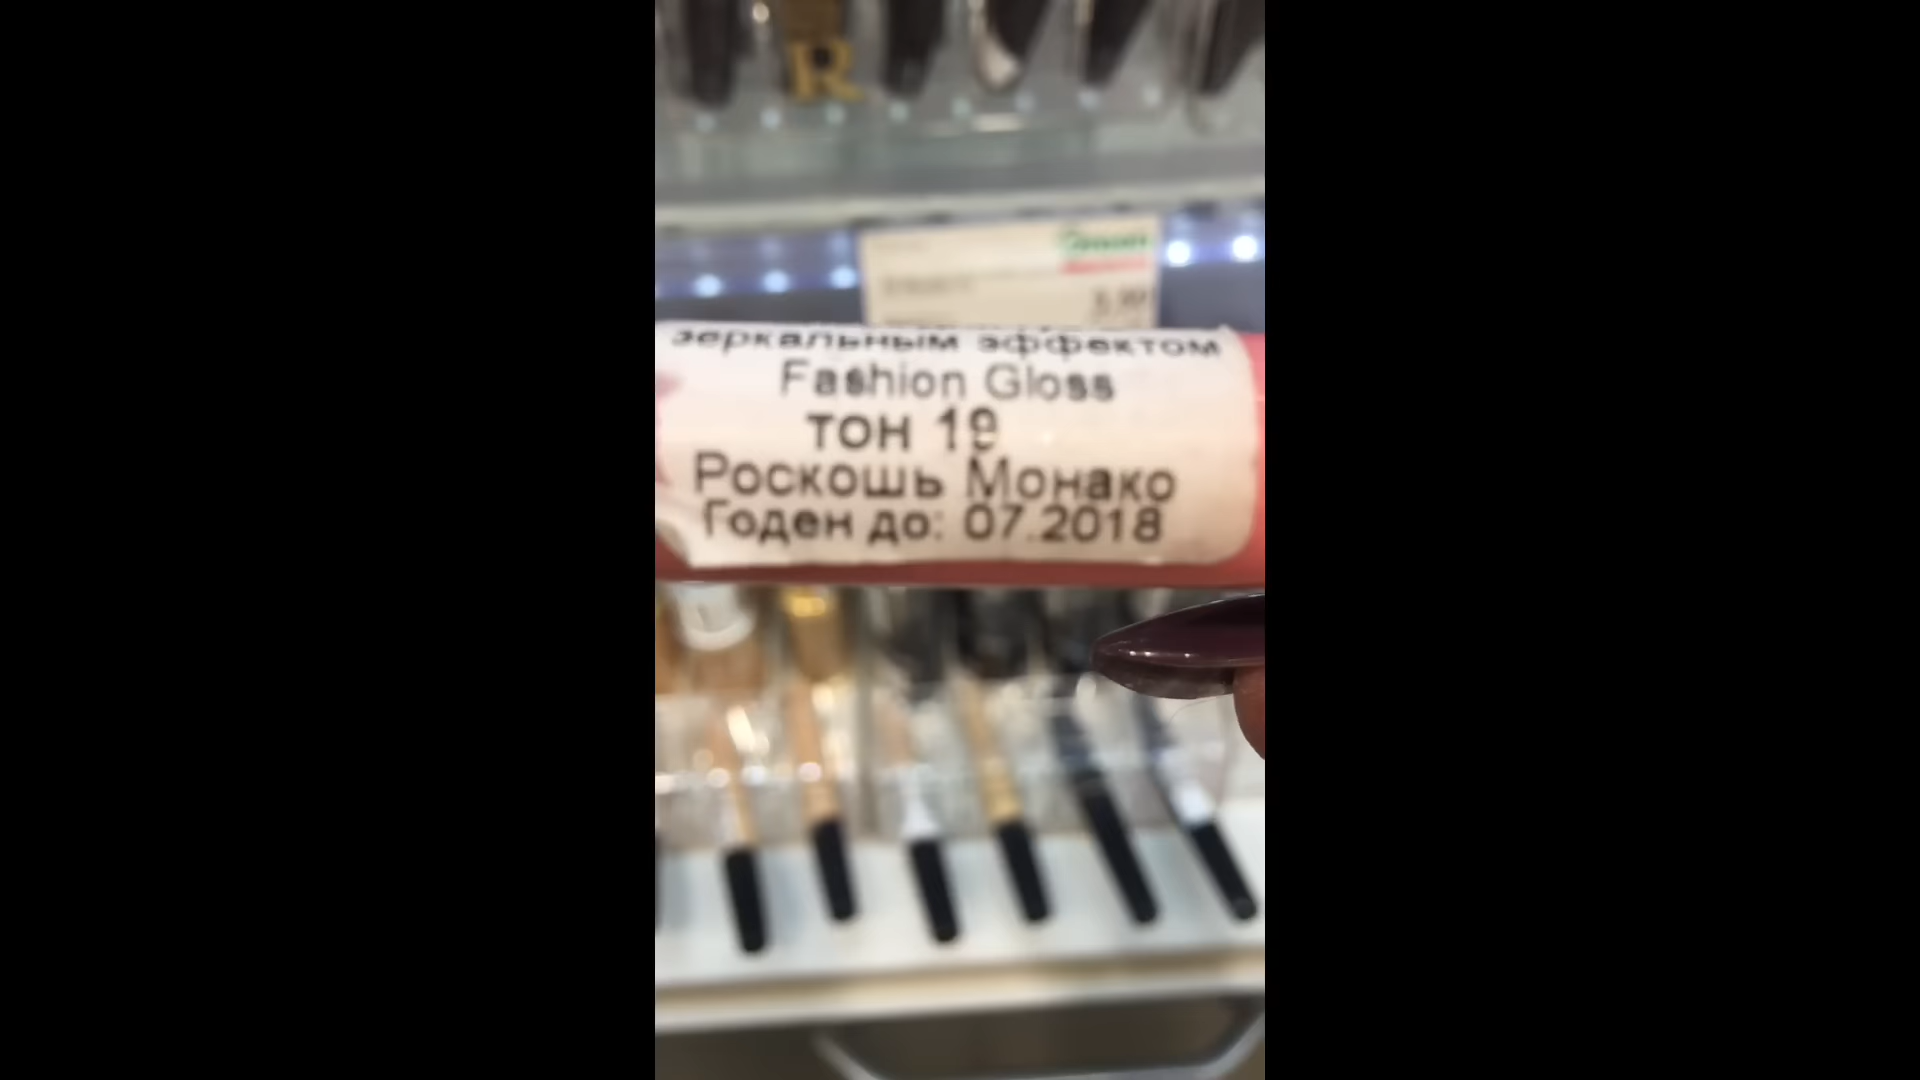 R
зеркальным эффектом
Fashion Gloss
тон 19
Роскошь Монако
Годен до: 07.2018